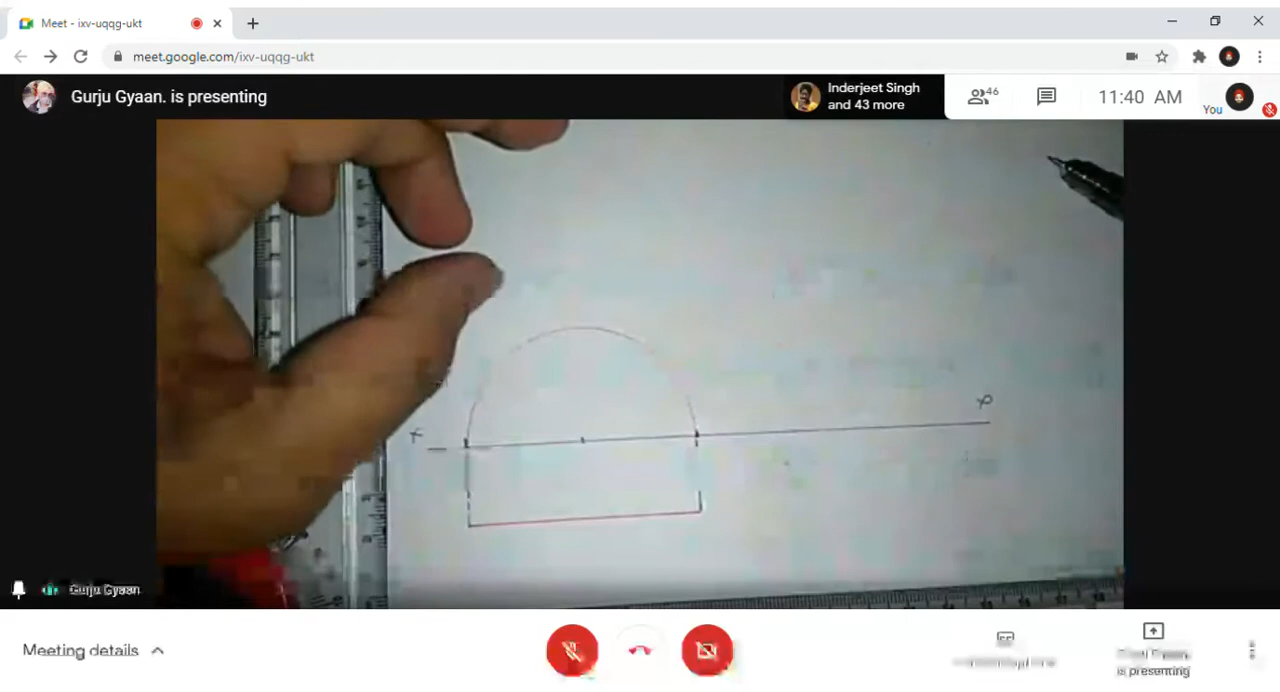 Meet - ixv-uqqg-ukt
meet.google.com/ixv-uqqg-ukt
Gurju Gyaan. is presenting
Inderjeet Singh
and 43 more
46
11:40 AM
You
Gurju Gyaan
Meeting details
is presenting